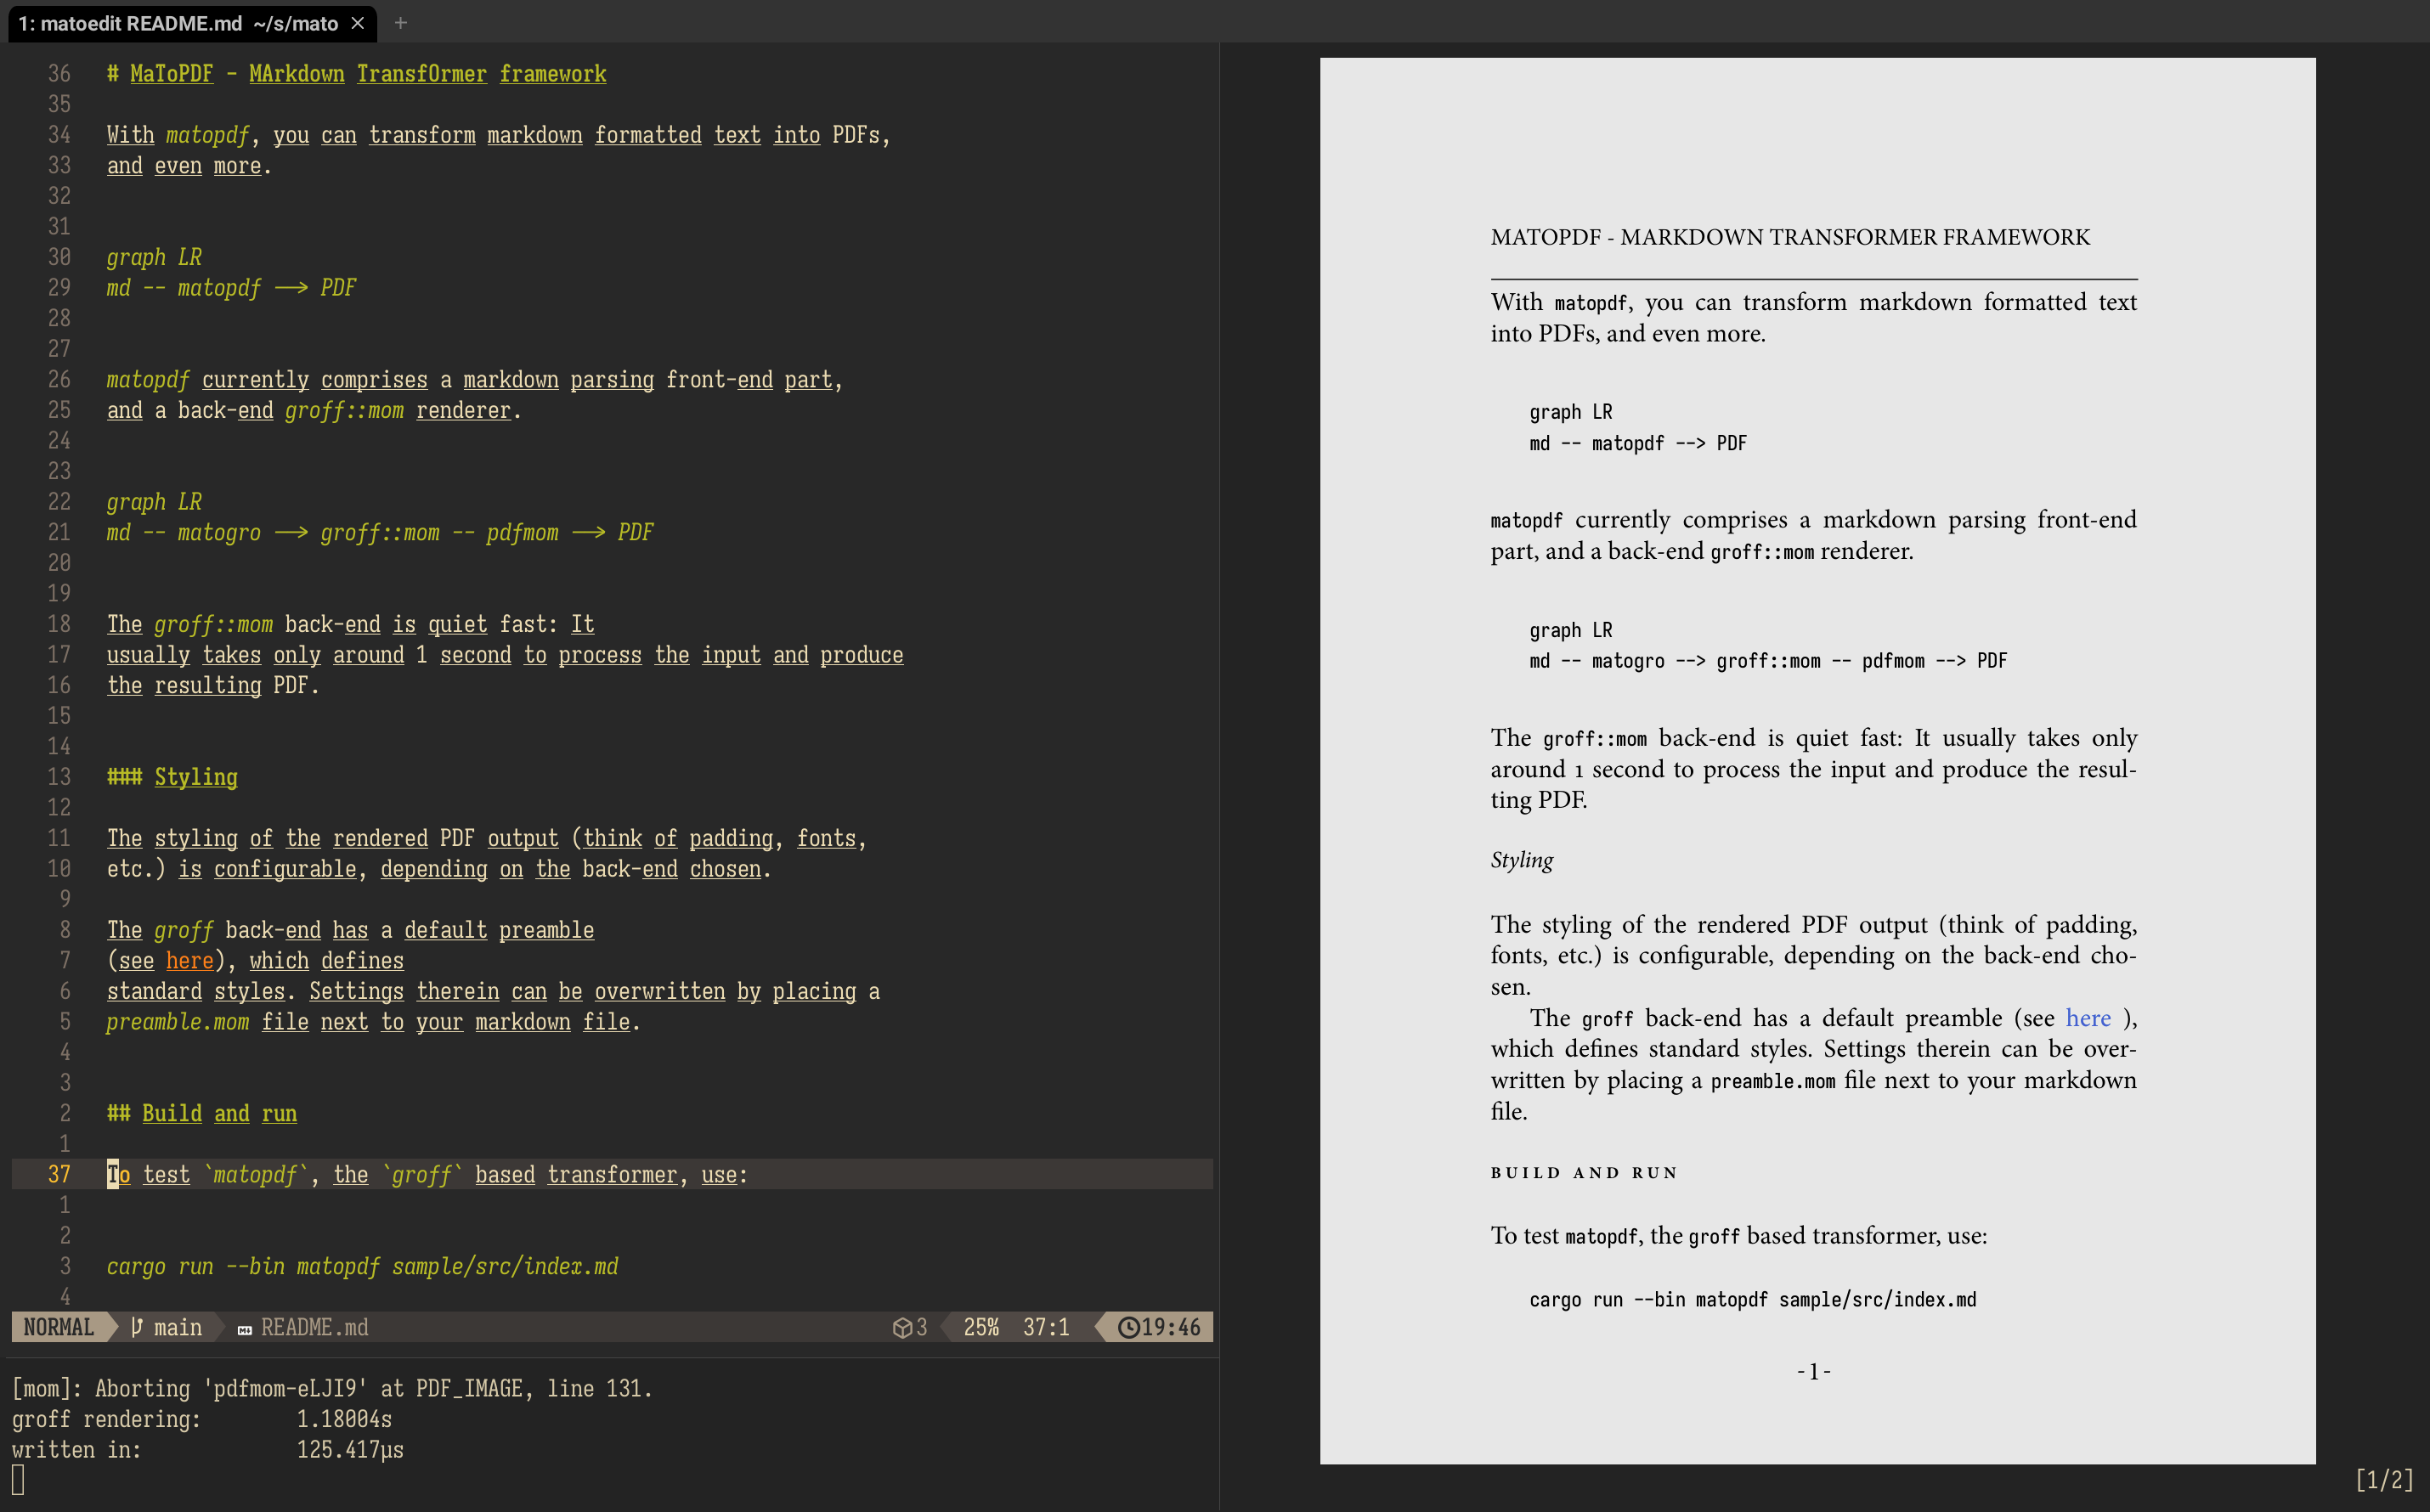 1: matoedit README.md ~/s/mato × +
36 # MaToPDF - MArkdown TransfOrmer framework
35
34 With matopdf, you can transform markdown formatted text into PDFs,
33 and even more.
32
31
30 graph LR
29 md -- matopdf --> PDF
28
27
26 matopdf currently comprises a markdown parsing front-end part,
25 and a back-end groff::mom renderer.
24
23
22 graph LR
21 md -- matogro --> groff::mom -- pdfmom --> PDF
20
19
18 The groff::mom back-end is quiet fast: It
17 usually takes only around 1 second to process the input and produce
16 the resulting PDF.
15
14
13 ### Styling
12
11 The styling of the rendered PDF output (think of padding, fonts,
10 etc.) is configurable, depending on the back-end chosen.
9
8 The groff back-end has a default preamble
7 (see here), which defines
6 standard styles. Settings therein can be overwritten by placing a
5 preamble.mom file next to your markdown file.
4
3
2 ## Build and run
1
37 To test `matopdf`, the `groff` based transformer, use:
1
2
3 cargo run --bin matopdf sample/src/index.md
4
NORMAL main README.md 3 25% 37:1 19:46
[mom]: Aborting 'pdfmom-eLJI9' at PDF_IMAGE, line 131.
groff rendering: 1.18004s
written in: 125.417µs
MATOPDF - MARKDOWN TRANSFORMER FRAMEWORK
With matopdf, you can transform markdown formatted text
into PDFs, and even more.
graph LR
md -- matopdf --> PDF
matopdf currently comprises a markdown parsing front-end
part, and a back-end groff::mom renderer.
graph LR
md -- matogro --> groff::mom -- pdfmom --> PDF
The groff::mom back-end is quiet fast: It usually takes only
around 1 second to process the input and produce the resul-
ting PDF.
Styling
The styling of the rendered PDF output (think of padding,
fonts, etc.) is configurable, depending on the back-end cho-
sen.
The groff back-end has a default preamble (see here ),
which defines standard styles. Settings therein can be over-
written by placing a preamble.mom file next to your markdown
file.
BUILD AND RUN
To test matopdf, the groff based transformer, use:
cargo run --bin matopdf sample/src/index.md
-1-
[1/2]